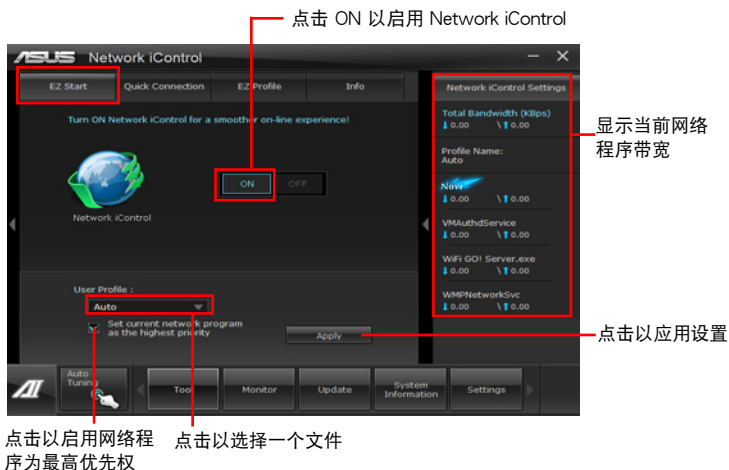 点击 ON 以启用 Network iControl
ASUS Network iControl
EZ Start
Quick Connection
EZ Profile
Info
Network iControl Settings
Turn ON Network iControl for a smoother on-line experience!
ON
OFF
Network iControl
Total Bandwidth (KBps)
0.00 \ 0.00
Profile Name:
Auto
Now
0.00 \ 0.00
VMAuthdService
0.00 \ 0.00
WiFi GO! Server.exe
0.00 \ 0.00
WMPNetworkSvc
0.00 \ 0.00
显示当前网络
程序带宽
User Profile :
Auto
Set current network program
as the highest priority
Apply
点击以应用设置
Auto
Tuning
Tool
Monitor
Update
System
Information
Settings
点击以启用网络程
序为最高优先权
点击以选择一个文件